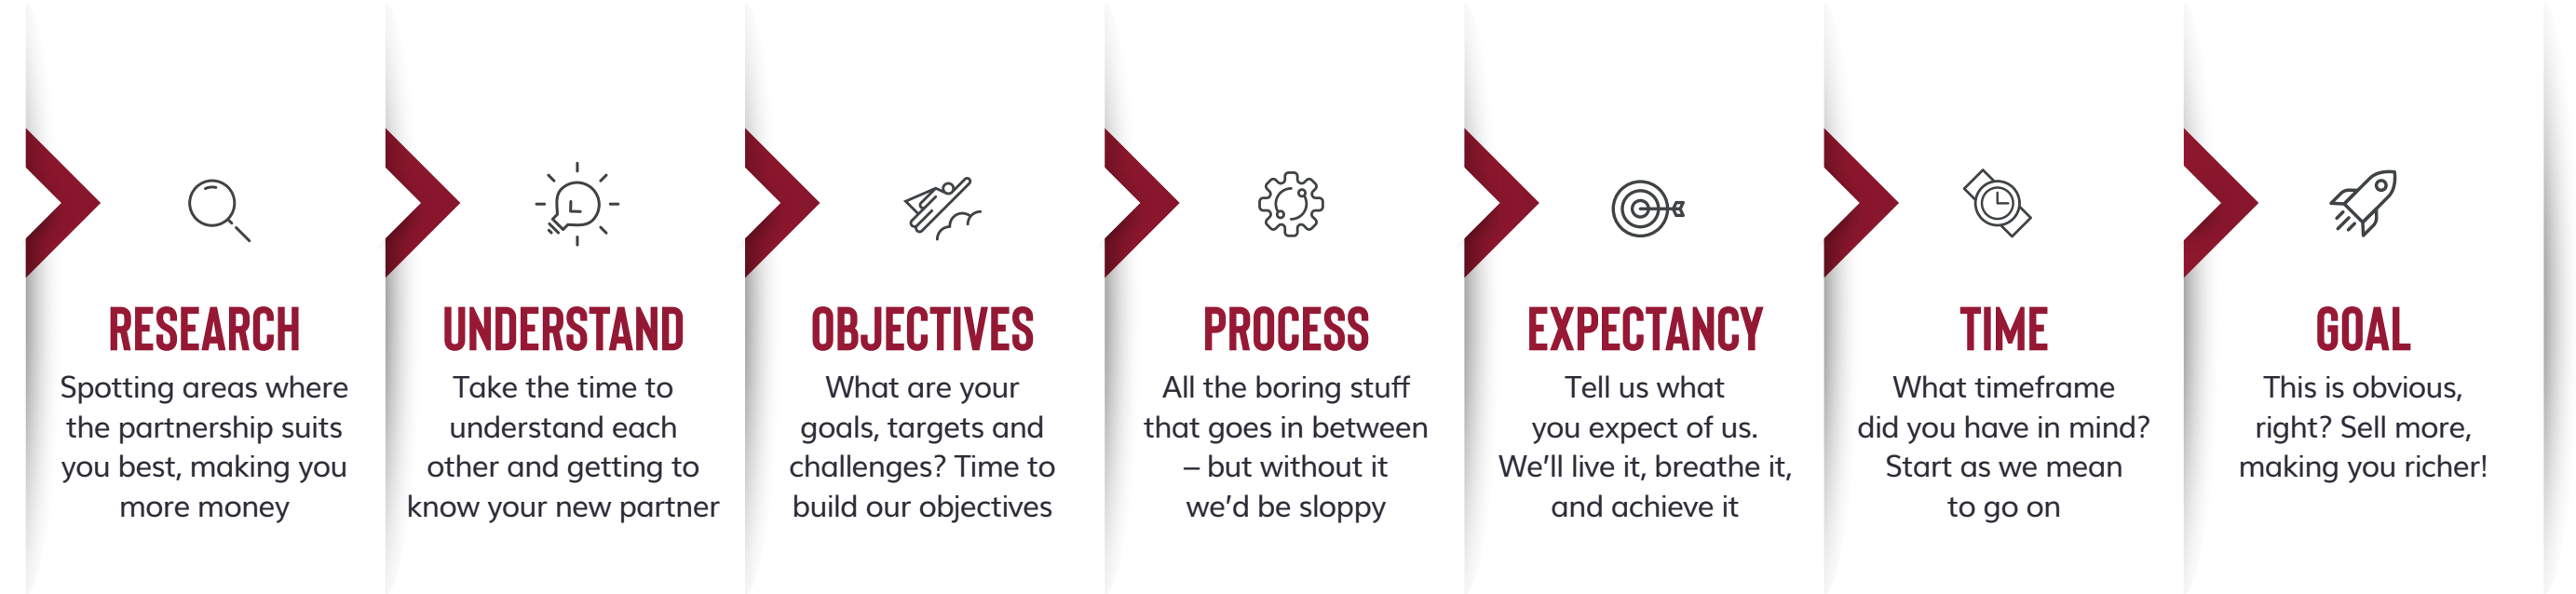 RESEARCH
Spotting areas where
the partnership suits
you best, making you
more money
UNDERSTAND
Take the time to
understand each
other and getting to
know your new partner
OBJECTIVES
What are your
goals, targets and
challenges? Time to
build our objectives
PROCESS
All the boring stuff
that goes in between
– but without it
we’d be sloppy
EXPECTANCY
Tell us what
you expect of us.
We’ll live it, breathe it,
and achieve it
TIME
What timeframe
did you have in mind?
Start as we mean
to go on
GOAL
This is obvious,
right? Sell more,
making you richer!